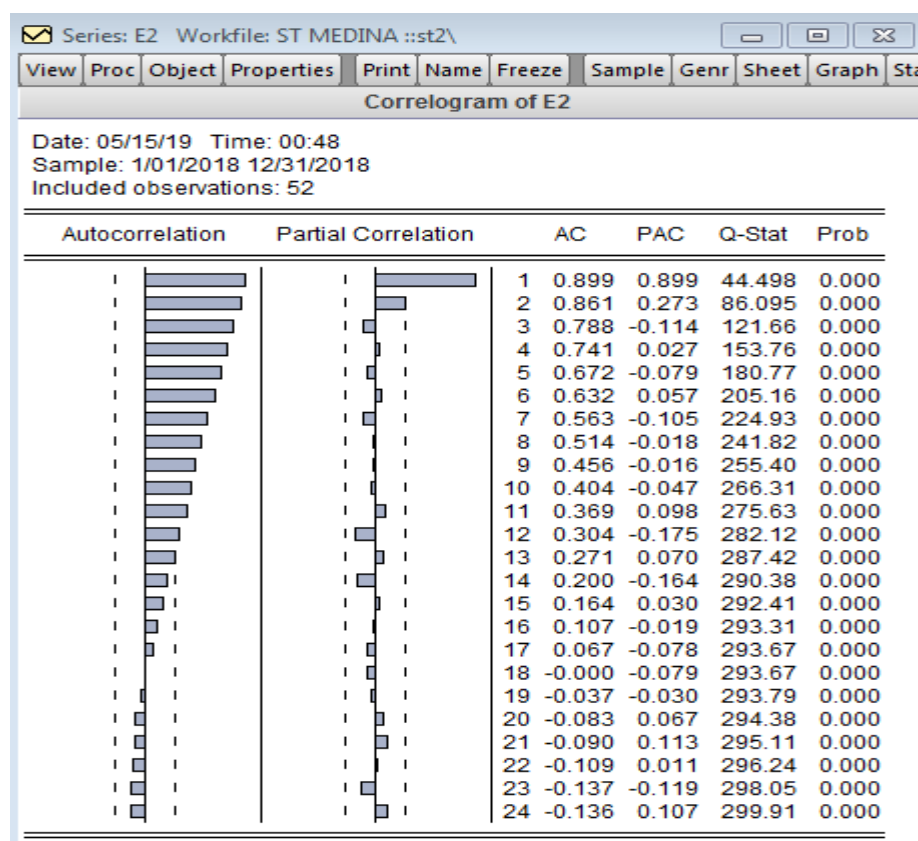 Series: E2 Workfile: ST MEDINA ::st2\
View Proc Object Properties Print Name Freeze Sample Genr Sheet Graph Sta
Correlogram of E2
Date: 05/15/19 Time: 00:48
Sample: 1/01/2018 12/31/2018
Included observations: 52
Autocorrelation Partial Correlation AC PAC Q-Stat Prob
1 0.899 0.899 44.498 0.000
2 0.861 0.273 86.095 0.000
3 0.788 -0.114 121.66 0.000
4 0.741 0.027 153.76 0.000
5 0.672 -0.079 180.77 0.000
6 0.632 0.057 205.16 0.000
7 0.563 -0.105 224.93 0.000
8 0.514 -0.018 241.82 0.000
9 0.456 -0.016 255.40 0.000
10 0.404 -0.047 266.31 0.000
11 0.369 0.098 275.63 0.000
12 0.304 -0.175 282.12 0.000
13 0.271 0.070 287.42 0.000
14 0.200 -0.164 290.38 0.000
15 0.164 0.030 292.41 0.000
16 0.107 -0.019 293.31 0.000
17 0.067 -0.078 293.67 0.000
18 -0.000 -0.079 293.67 0.000
19 -0.037 -0.030 293.79 0.000
20 -0.083 0.067 294.38 0.000
21 -0.090 0.113 295.11 0.000
22 -0.109 0.011 296.24 0.000
23 -0.137 -0.119 298.05 0.000
24 -0.136 0.107 299.91 0.000